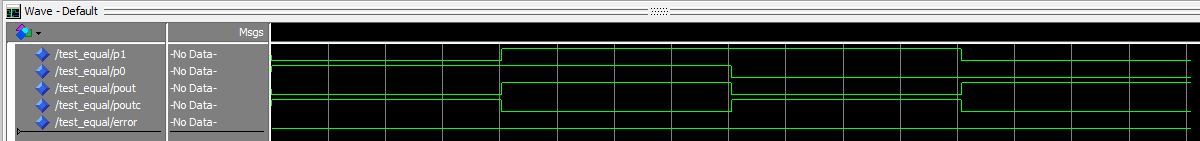 Wave - Default
Msgs
/test_equal/p1 -No Data-
/test_equal/p0 -No Data-
/test_equal/pout -No Data-
/test_equal/poutc -No Data-
/test_equal/error -No Data-